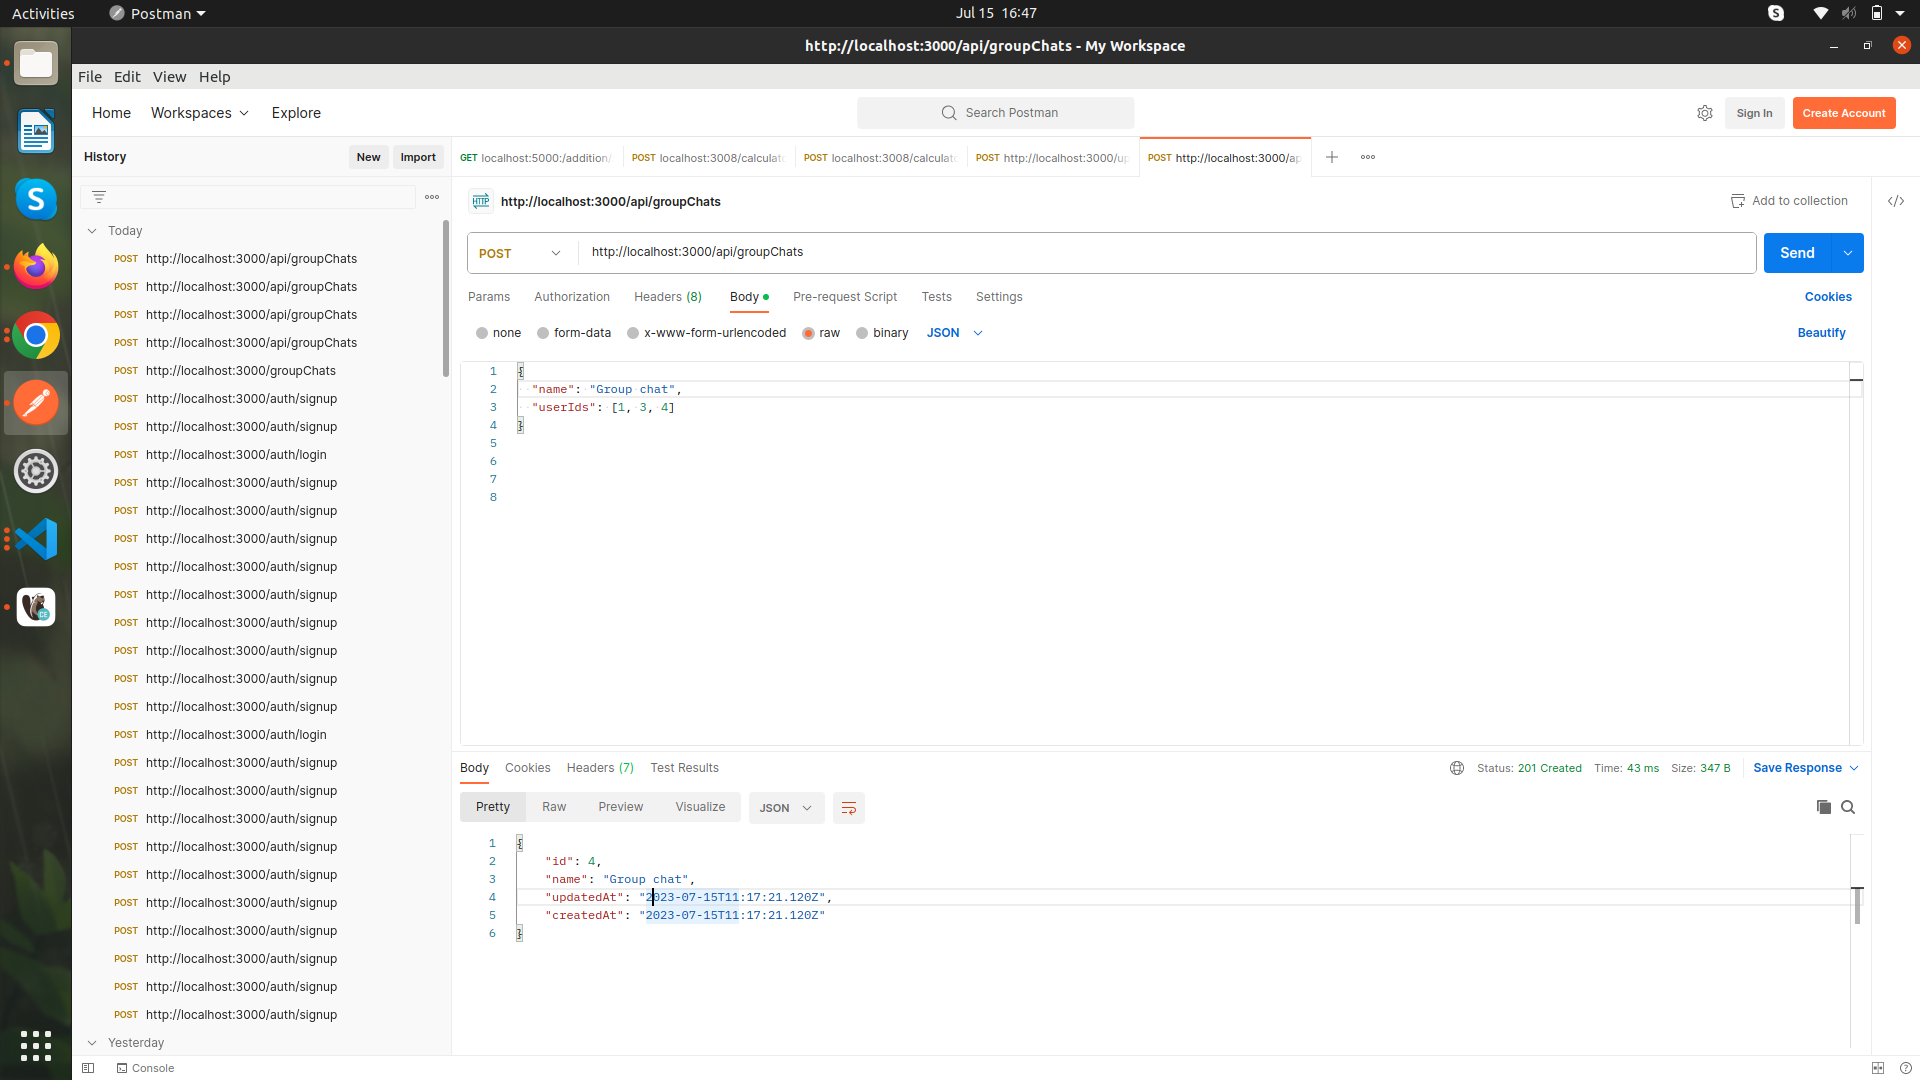 Activities
Postman
Jul 15 16:47
http://localhost:3000/api/groupChats - My Workspace
File Edit View Help
Home Workspaces Explore
Search Postman
Sign In
Create Account
History
New
Import
GET localhost:5000:/addition/
POST localhost:3008/calculat
POST localhost:3008/calculat
POST http://localhost:3000/up
POST http://localhost:3000/ap
http://localhost:3000/api/groupChats
Add to collection
POST
http://localhost:3000/api/groupChats
Send
Params Authorization Headers (8) Body Pre-request Script Tests Settings
Cookies
none form-data x-www-form-urlencoded raw binary JSON
Beautify
1 {
2 "name": "Group chat",
3 "userIds": [1, 3, 4]
4 }
5
6
7
8
Today
POST http://localhost:3000/api/groupChats
POST http://localhost:3000/api/groupChats
POST http://localhost:3000/api/groupChats
POST http://localhost:3000/api/groupChats
POST http://localhost:3000/groupChats
POST http://localhost:3000/auth/signup
POST http://localhost:3000/auth/signup
POST http://localhost:3000/auth/login
POST http://localhost:3000/auth/signup
POST http://localhost:3000/auth/signup
POST http://localhost:3000/auth/signup
POST http://localhost:3000/auth/signup
POST http://localhost:3000/auth/signup
POST http://localhost:3000/auth/signup
POST http://localhost:3000/auth/signup
POST http://localhost:3000/auth/signup
POST http://localhost:3000/auth/signup
POST http://localhost:3000/auth/login
POST http://localhost:3000/auth/signup
POST http://localhost:3000/auth/signup
POST http://localhost:3000/auth/signup
POST http://localhost:3000/auth/signup
POST http://localhost:3000/auth/signup
POST http://localhost:3000/auth/signup
POST http://localhost:3000/auth/signup
POST http://localhost:3000/auth/signup
POST http://localhost:3000/auth/signup
POST http://localhost:3000/auth/signup
Yesterday
Body Cookies Headers (7) Test Results
Status: 201 Created Time: 43 ms Size: 347 B
Save Response
Pretty Raw Preview Visualize JSON
1 {
2 "id": 4,
3 "name": "Group chat",
4 "updatedAt": "2023-07-15T11:17:21.120Z",
5 "createdAt": "2023-07-15T11:17:21.120Z"
6 }
Console